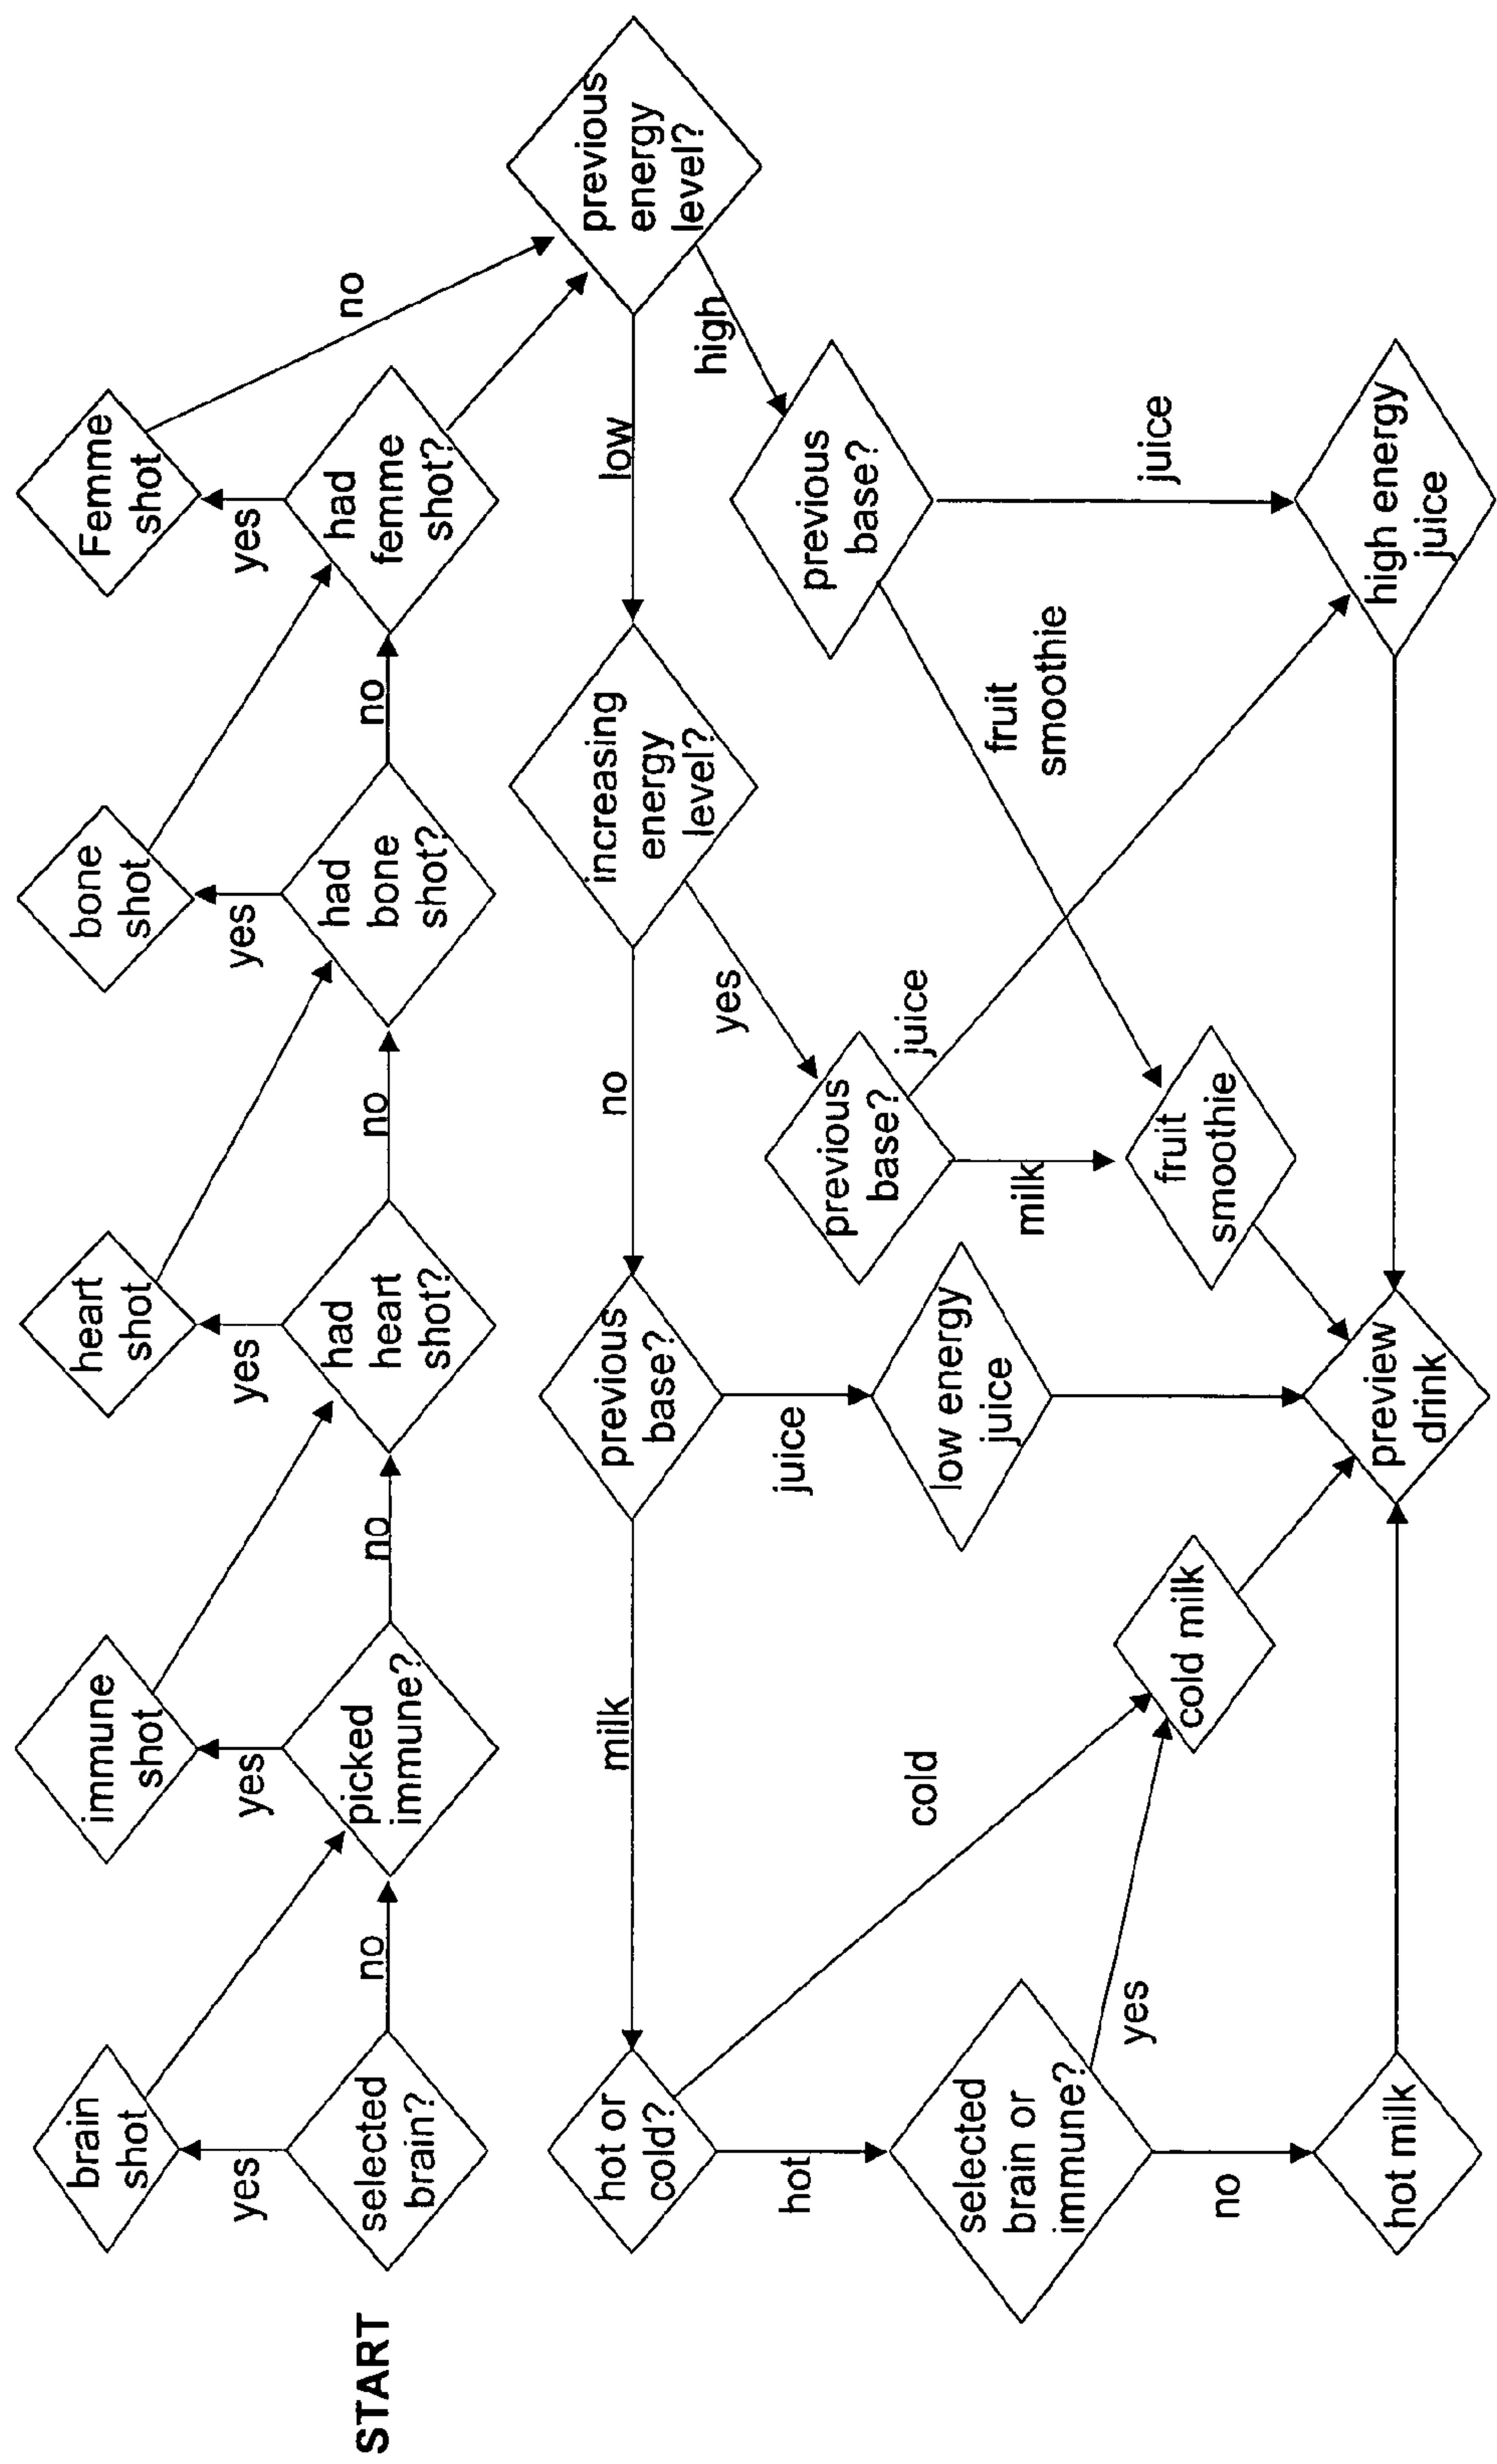 START
brain
shot
yes
selected
brain?
no
immune
shot
yes
picked
immune?
no
heart
shot
yes
had
heart
shot?
no
bone
shot
yes
had
bone
shot?
no
Femme
shot
yes
had
femme
shot?
no
previous
energy
level?
low
high
increasing
energy
level?
no
yes
previous
base?
milk
juice
hot or
cold?
cold
hot
selected
brain or
immune?
yes
no
hot milk
cold milk
low energy
juice
previous
base?
juice
milk
fruit
smoothie
previous
base?
fruit
smoothie
juice
high energy
juice
preview
drink